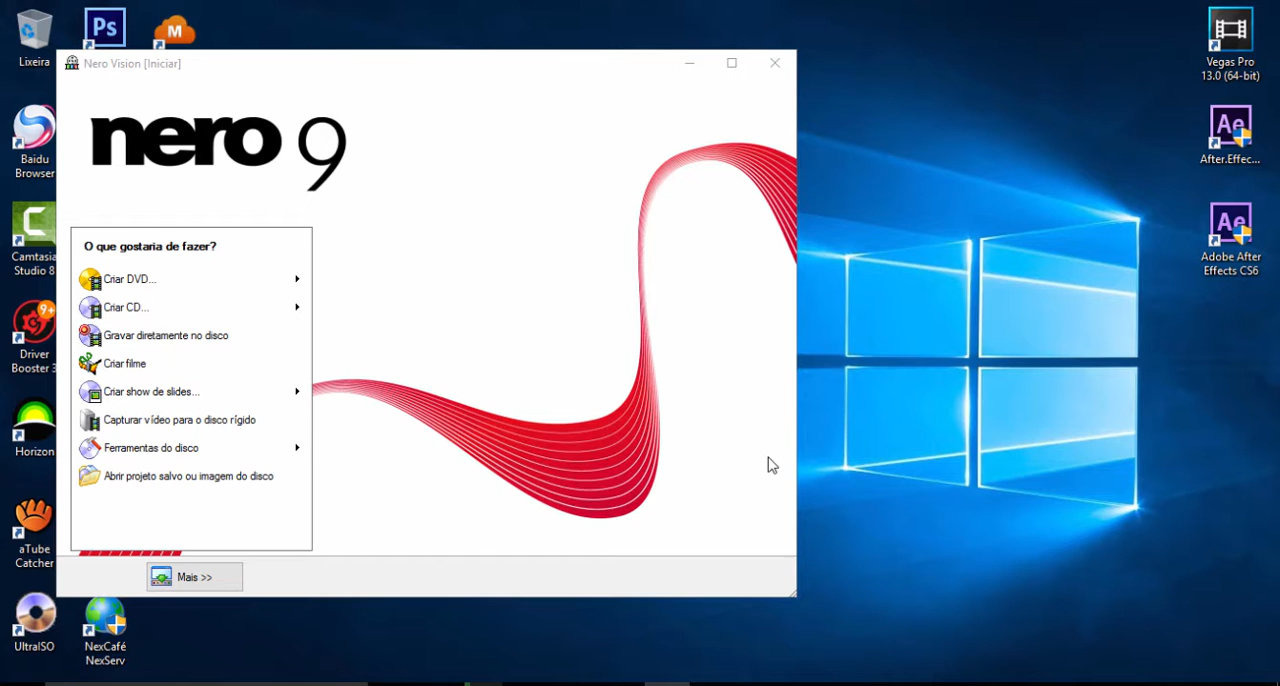 Lixeira
Ps
M
Baidu
Browser
Camtasia
Studio 8
9+
Driver
Booster 3
Horizon
aTube
Catcher
UltraISO
NexCafé
NexServ
Nero Vision [Iniciar]
nero 9
O que gostaria de fazer?
Criar DVD...
Criar CD...
Gravar diretamente no disco
Criar filme
Criar show de slides...
Capturar vídeo para o disco rígido
Ferramentas do disco
Abrir projeto salvo ou imagem do disco
Mais >>
Vegas Pro
13.0 (64-bit)
Ae
After.Effec...
Ae
Adobe After
Effects CS6